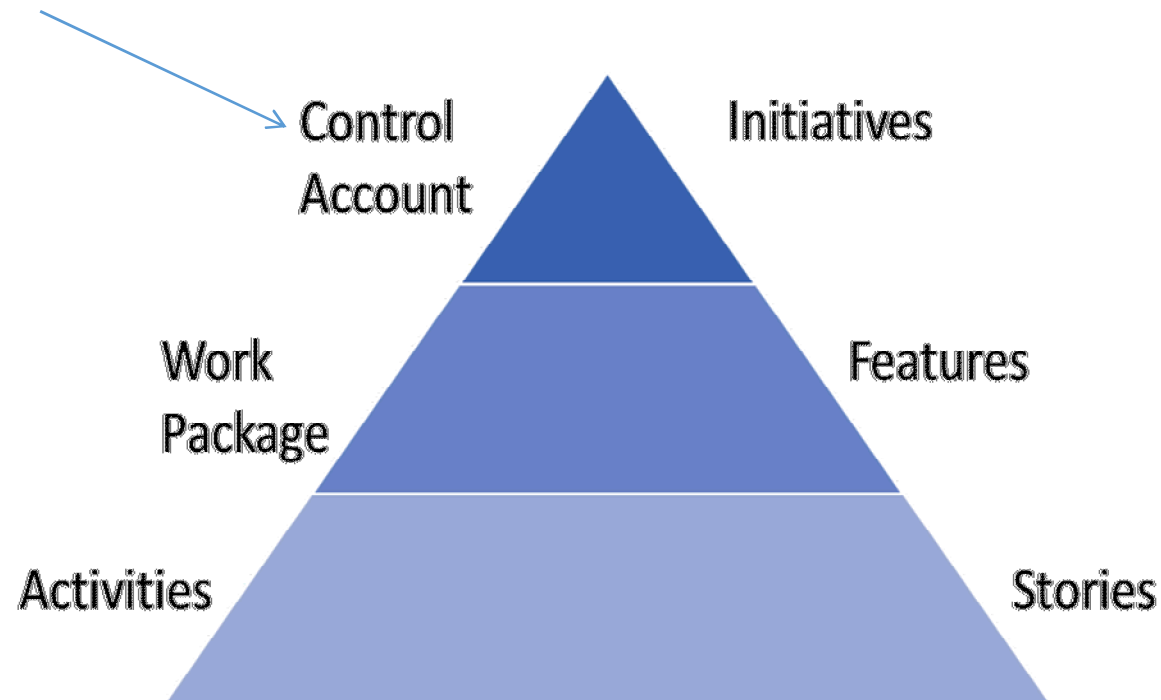 Control
Account
Initiatives
Work
Package
Features
Activities
Stories